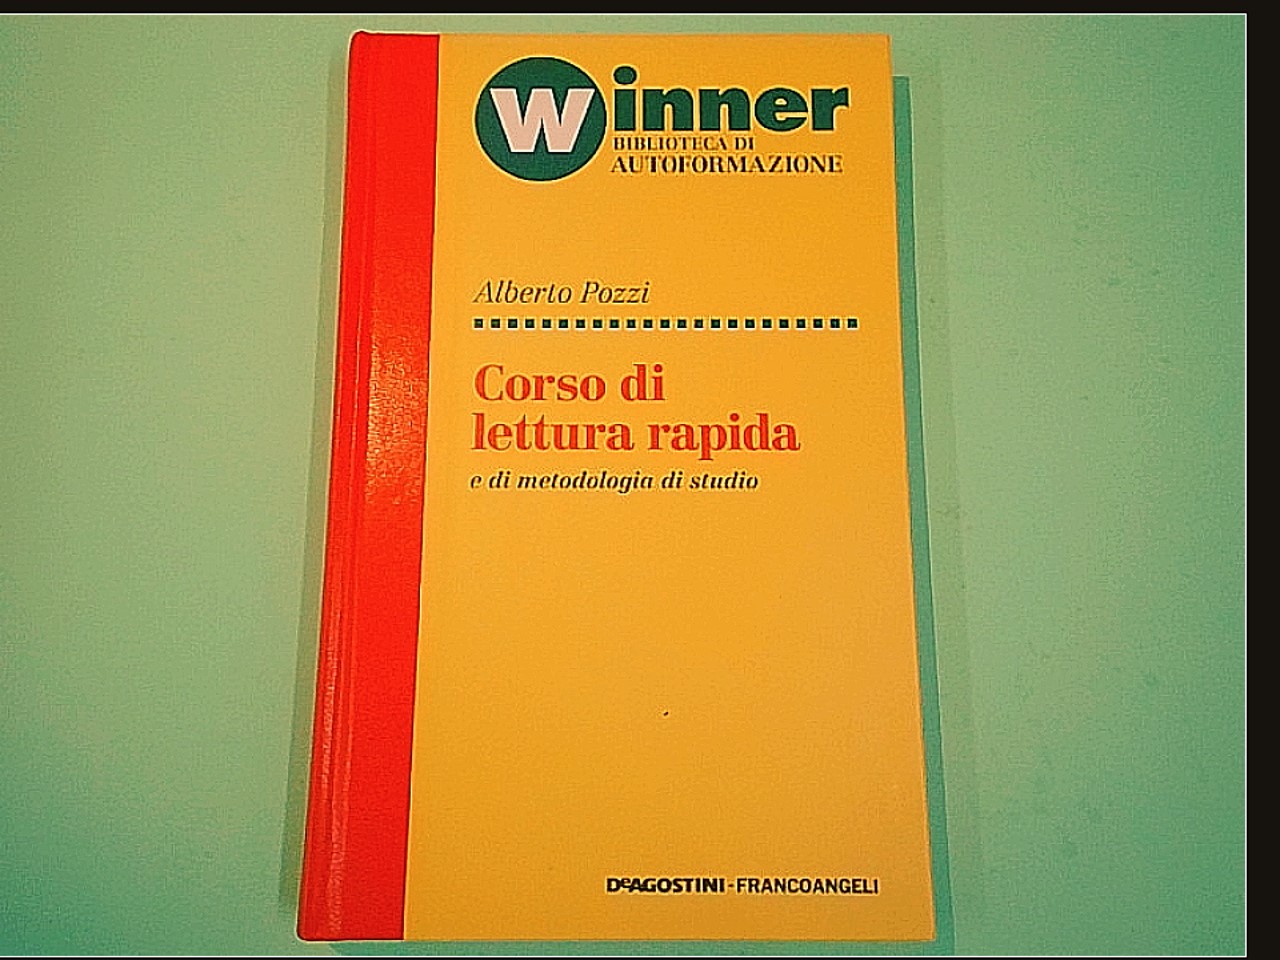 Winner
BIBLIOTECA DI
AUTOFORMAZIONE
Alberto Pozzi
Corso di
lettura rapida
e di metodologia di studio
DeAGOSTINI - FRANCOANGELI